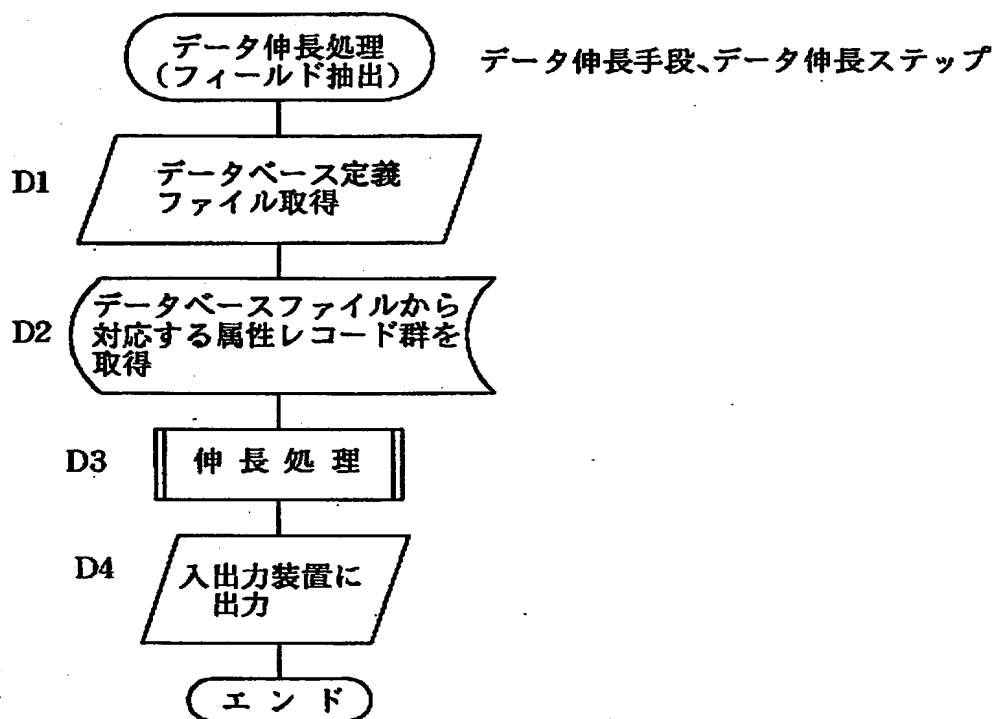 データ伸長処理
（フィールド抽出）
データ伸長手段、データ伸長ステップ
D1
データベース定義
ファイル取得
D2
データベースファイルから
対応する属性レコード群を
取得
D3
伸長処理
D4
入出力装置に
出力
エンド